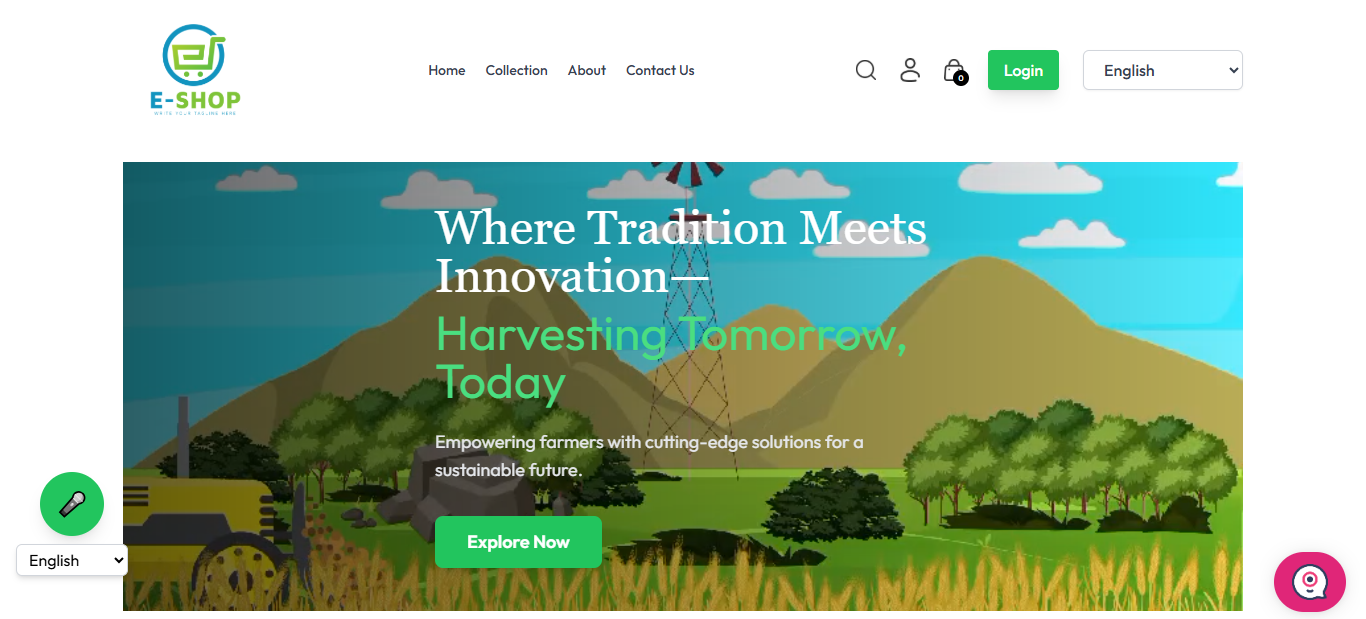 E-SHOP
WRITE YOUR TAGLINE HERE
Home Collection About Contact Us
0
Login
English
Where Tradition Meets
Innovation—
Harvesting Tomorrow,
Today
Empowering farmers with cutting-edge solutions for a
sustainable future.
Explore Now
English